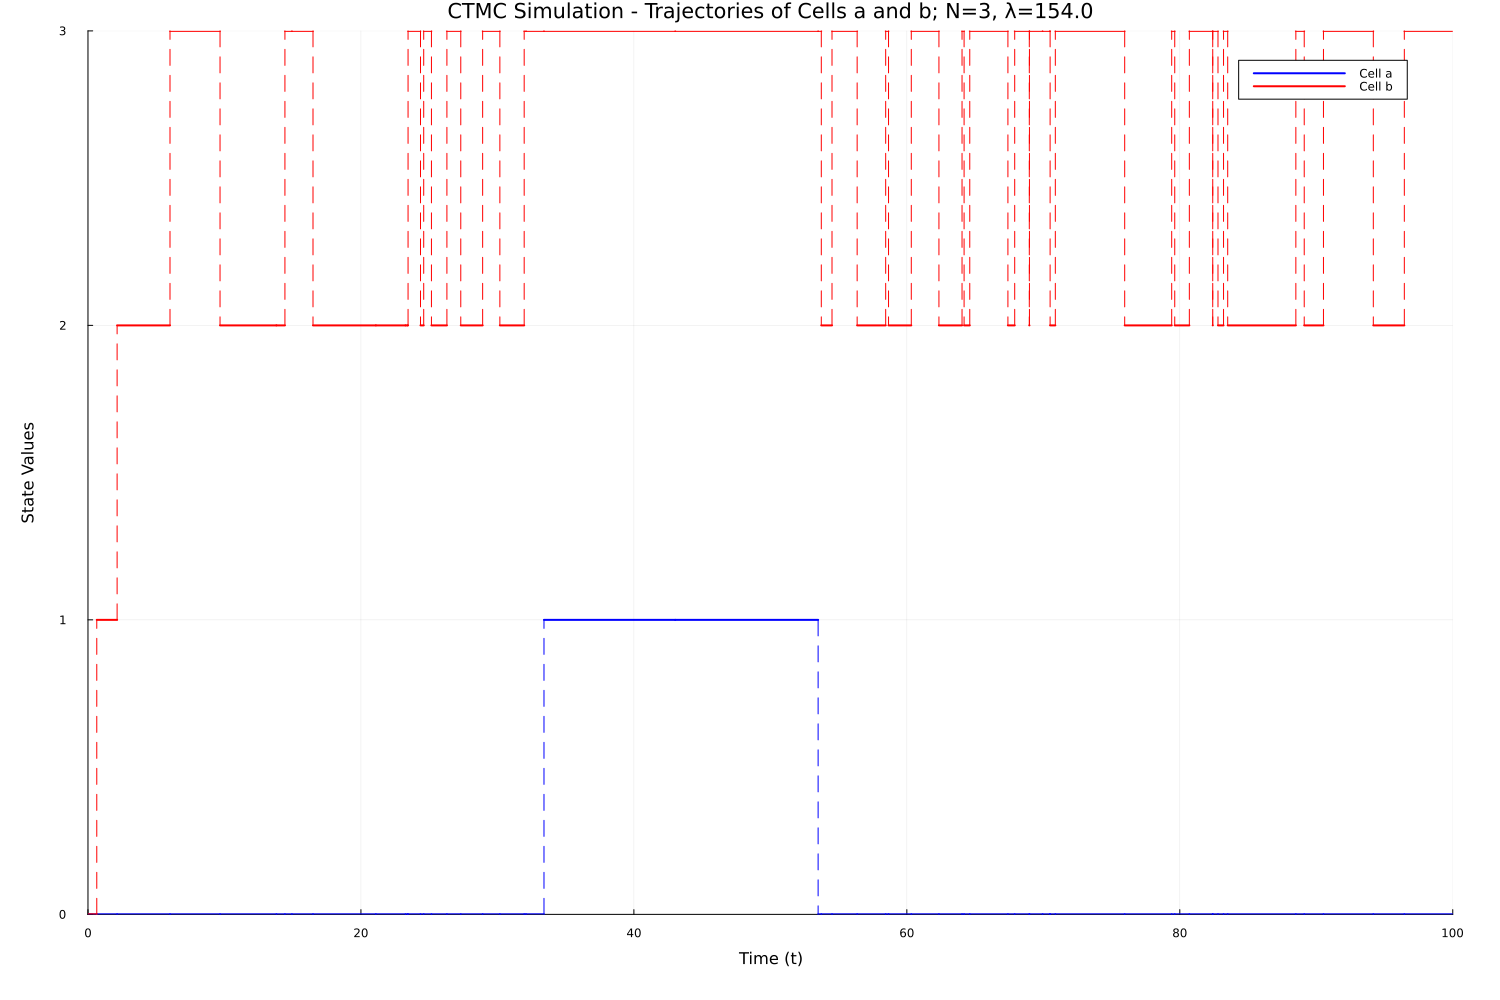 CTMC Simulation - Trajectories of Cells a and b; N=3, λ=154.0
3
Cell a
Cell b
2
State Values
1
0
0 20 40 60 80 100
Time (t)